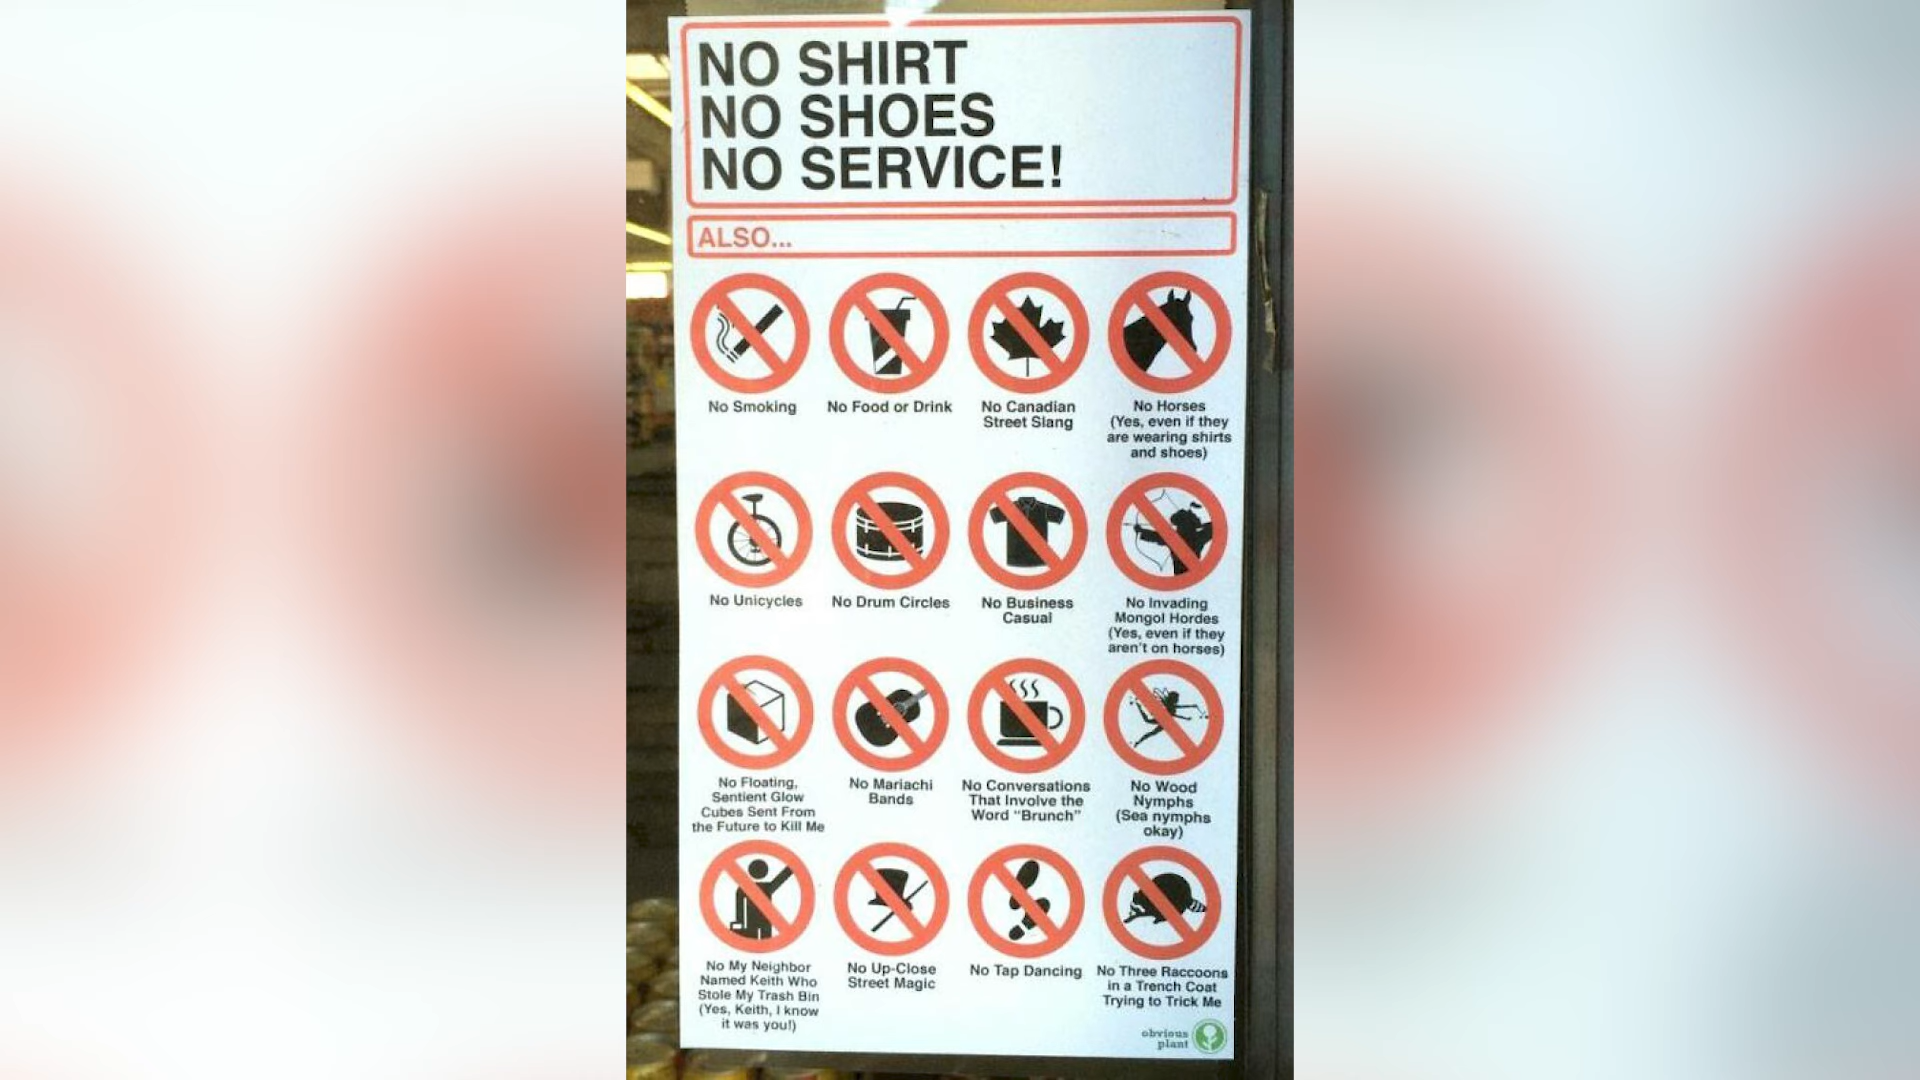 NO SHIRT
NO SHOES
NO SERVICE!
ALSO...
No Smoking
No Food or Drink
No Canadian
Street Slang
No Horses
(Yes, even if they
are wearing shirts
and shoes)
No Unicycles
No Drum Circles
No Business
Casual
No Invading
Mongol Hordes
(Yes, even if they
aren't on horses)
No Floating,
Sentient Glow
Cubes Sent From
the Future to Kill Me
No Mariachi
Bands
No Conversations
That Involve the
Word "Brunch"
No Wood
Nymphs
(Sea nymphs
okay)
No My Neighbor
Named Keith Who
Stole My Trash Bin
(Yes, Keith, I know
it was you!)
No Up-Close
Street Magic
No Tap Dancing
No Three Raccoons
in a Trench Coat
Trying to Trick Me
obvious
plant